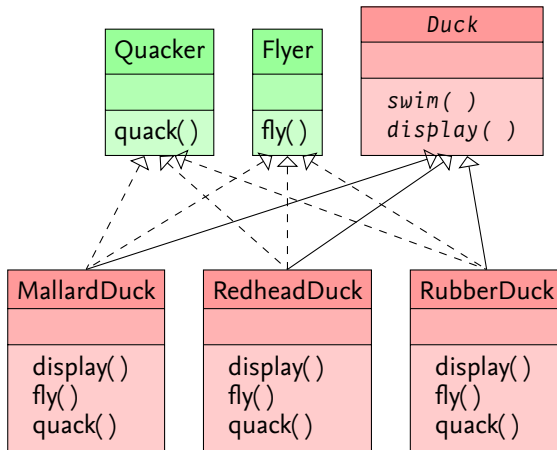 Quacker
quack()
Flyer
fly()
Duck
swim( )
display( )
MallardDuck
display()
fly()
quack()
RedheadDuck
display()
fly()
quack()
RubberDuck
display()
fly()
quack()